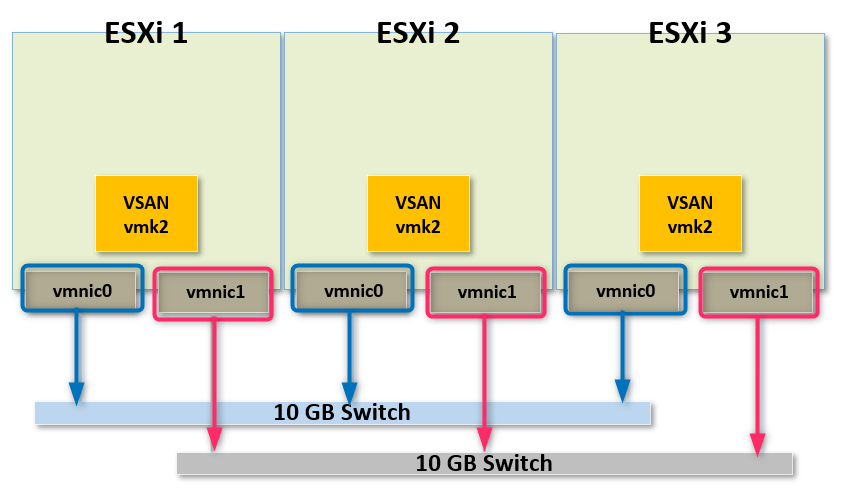 ESXi 1
ESXi 2
ESXi 3
VSAN
vmk2
VSAN
vmk2
VSAN
vmk2
vmnic0
vmnic1
vmnic0
vmnic1
vmnic0
vmnic1
10 GB Switch
10 GB Switch